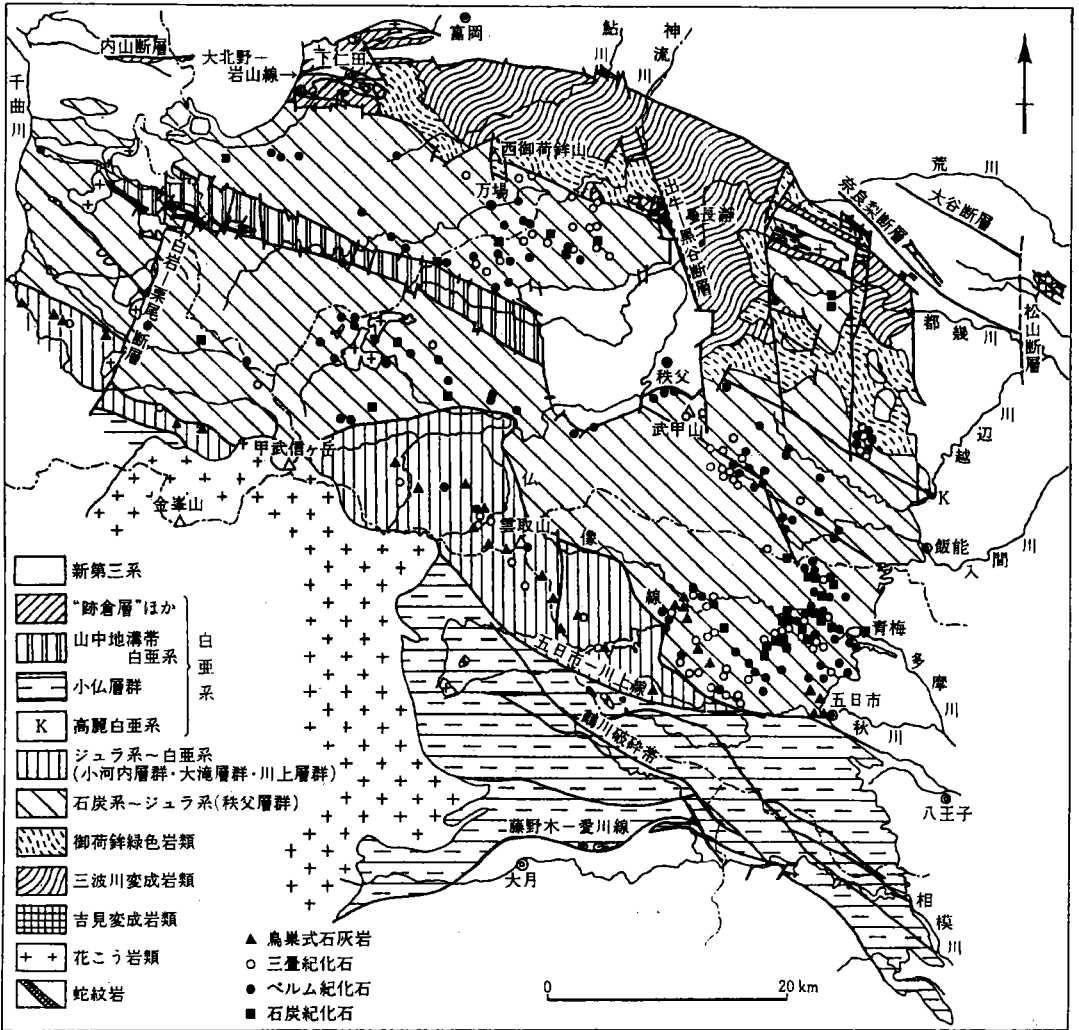 内山断層
大北野－
岩山線
下仁田
富岡
鮎
川
神
流
川
千
曲
川
西御荷鉾山
万場
出牛－黒谷断層
長瀞
奈良梨断層
荒
川
大谷断層
松山断層
都
幾
川
白岩－栗尾断層
秩父
武甲山
越
辺
川
K
飯能
入
間
川
甲武信ヶ岳
金峯山
雲取山
仏
像
線
青梅
多
摩
川
五日市－川上線
五日市
秋
川
鶴川破砕帯
八王子
藤野木－愛川線
大月
相
模
川
新第三系
“跡倉層”ほか
山中地溝帯
白亜系
小仏層群
K 高麗白亜系
白
亜
系
ジュラ系～白亜系
(小河内層群・大滝層群・川上層群)
石炭系～ジュラ系(秩父層群)
御荷鉾緑色岩類
三波川変成岩類
吉見変成岩類
花こう岩類
蛇紋岩
▲ 鳥巣式石灰岩
○ 三畳紀化石
● ペルム紀化石
■ 石炭紀化石
0 20 km